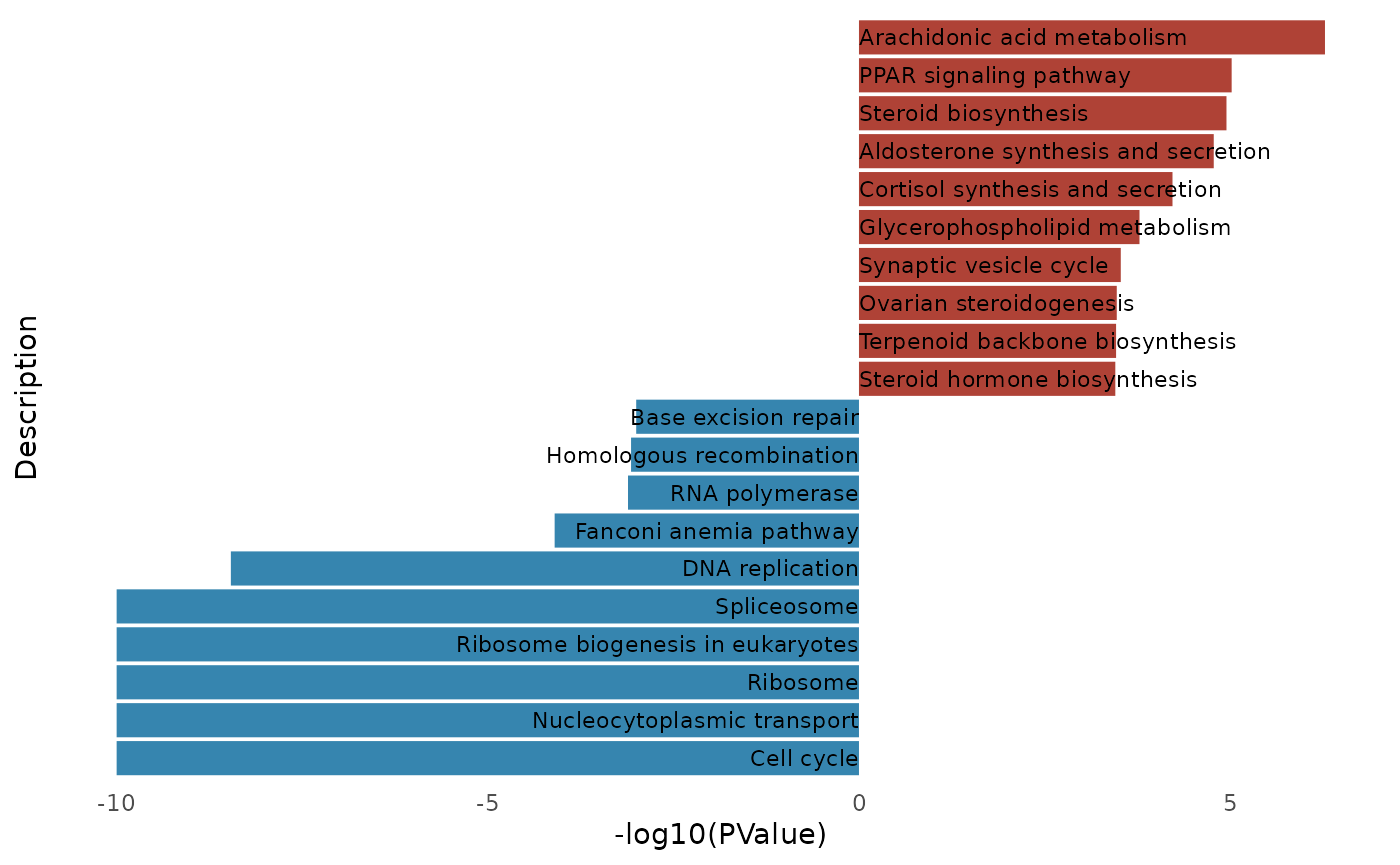 Arachidonic acid metabolism
PPAR signaling pathway
Steroid biosynthesis
Aldosterone synthesis and secretion
Cortisol synthesis and secretion
Glycerophospholipid metabolism
Synaptic vesicle cycle
Ovarian steroidogenesis
Terpenoid backbone biosynthesis
Steroid hormone biosynthesis
Base excision repair
Homologous recombination
RNA polymerase
Fanconi anemia pathway
DNA replication
Spliceosome
Ribosome biogenesis in eukaryotes
Ribosome
Nucleocytoplasmic transport
Cell cycle
Description
-10 -5 0 5
-log10(PValue)